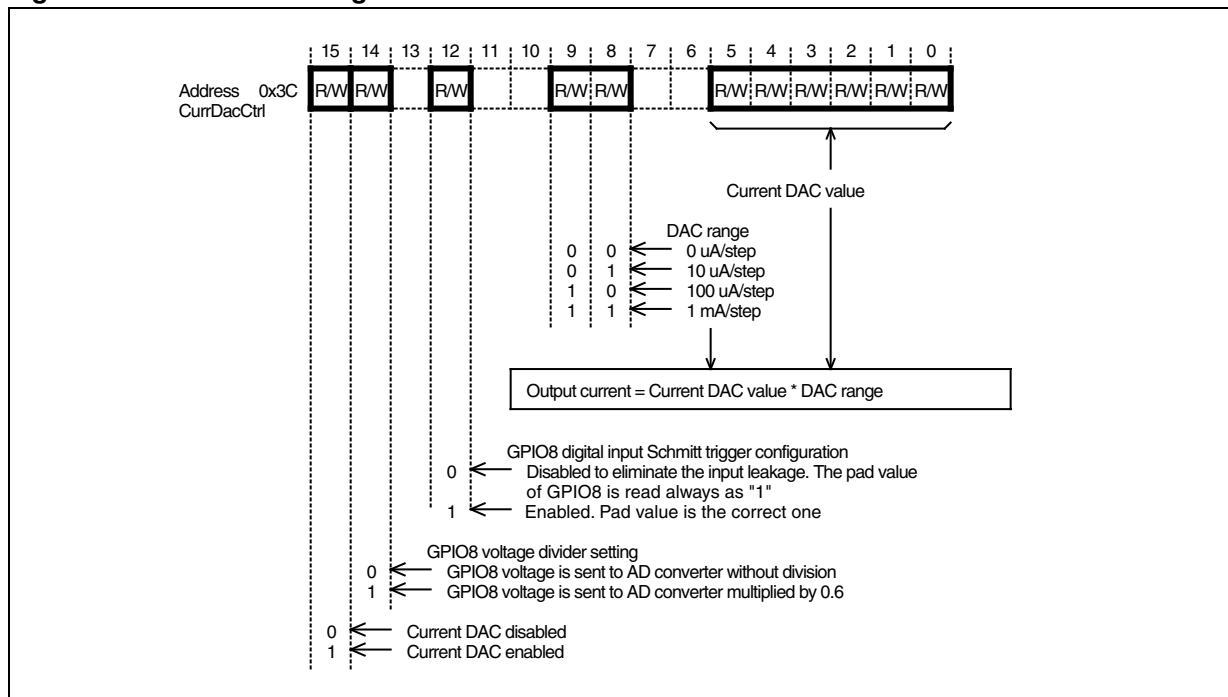 15 14 13 12 11 10 9 8 7 6 5 4 3 2 1 0
Address 0x3C R/W R/W R/W R/W R/W R/W R/W R/W R/W R/W R/W
CurrDacCtrl
Current DAC value
DAC range
0 0 0 uA/step
0 1 10 uA/step
1 0 100 uA/step
1 1 1 mA/step
Output current = Current DAC value * DAC range
GPIO8 digital input Schmitt trigger configuration
0 Disabled to eliminate the input leakage. The pad value
of GPIO8 is read always as "1"
1 Enabled. Pad value is the correct one
GPIO8 voltage divider setting
0 GPIO8 voltage is sent to AD converter without division
1 GPIO8 voltage is sent to AD converter multiplied by 0.6
0 Current DAC disabled
1 Current DAC enabled